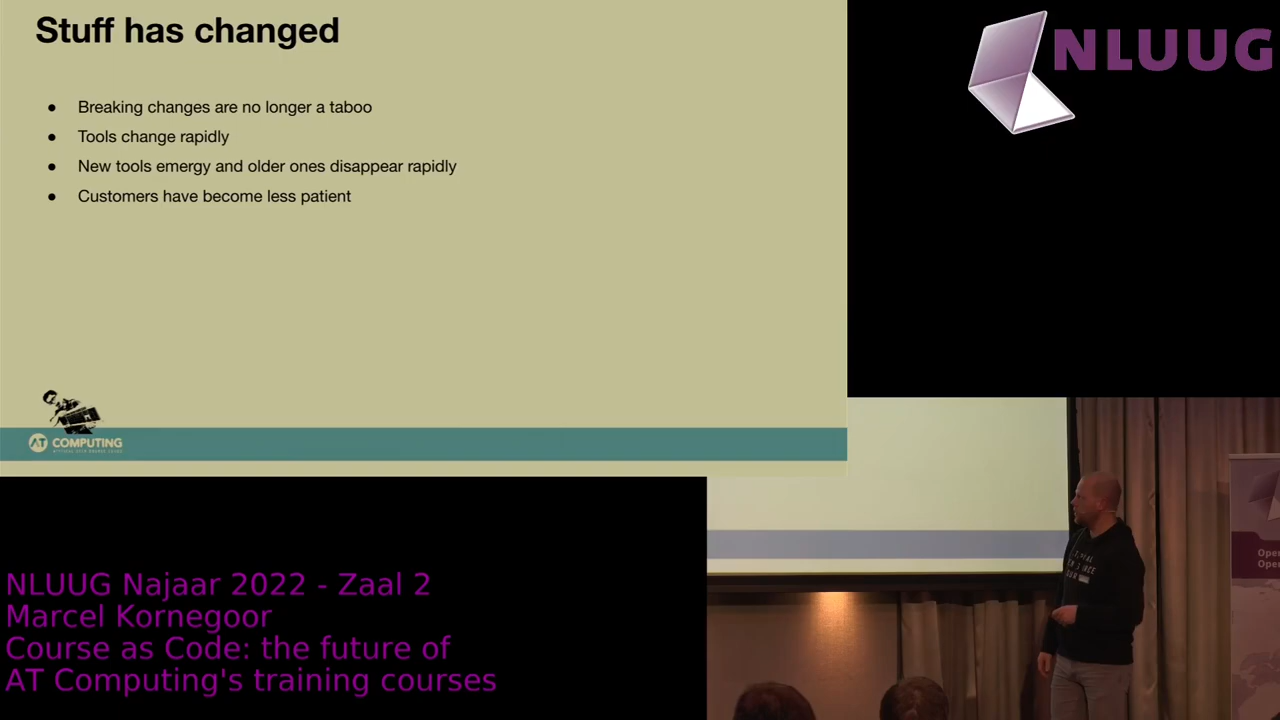 Stuff has changed
● Breaking changes are no longer a taboo
● Tools change rapidly
● New tools emergy and older ones disappear rapidly
● Customers have become less patient
AT COMPUTING
NLUUG
NLUUG Najaar 2022 - Zaal 2
Marcel Kornegoor
Course as Code: the future of
AT Computing's training courses